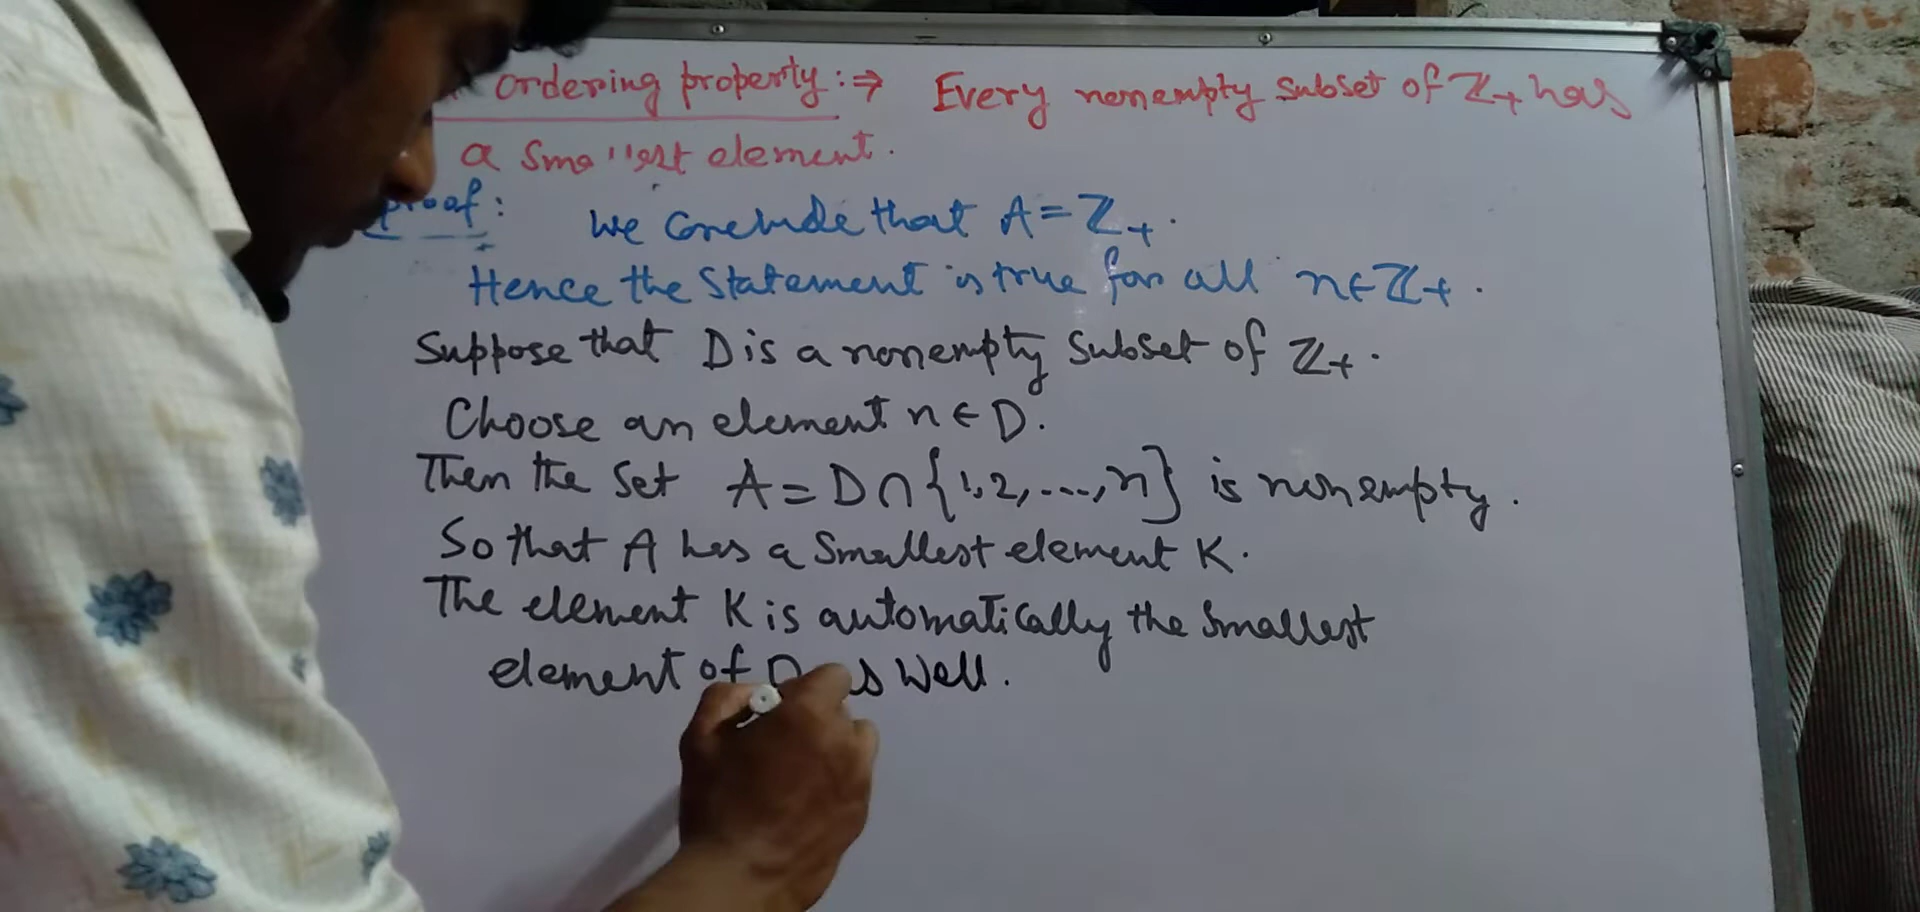 ordering property :⇒ Every nonempty subset of ℤ+ has
a smallest element.
proof: We conclude that A = ℤ+.
Hence the statement is true for all n∈ℤ+.
Suppose that D is a nonempty subset of ℤ+.
Choose an element n∈D.
Then the set A = D∩{1,2,...,n} is nonempty.
So that A has a smallest element K.
The element K is automatically the smallest
element of D as well.